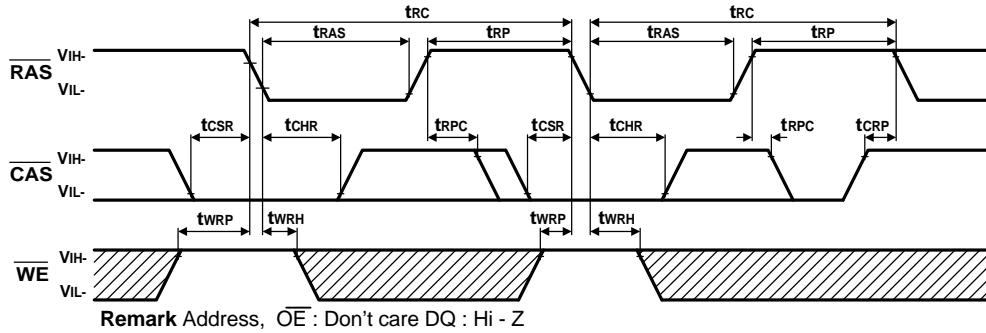 tRC tRC
tRAS tRP tRAS tRP
RAS VIH-
VIL-
tCSR tCHR tRPC tCSR tCHR tRPC tCRP
CAS VIH-
VIL-
tWRP tWRH tWRP tWRH
WE VIH-
VIL-
Remark Address, OE : Don't care DQ : Hi - Z